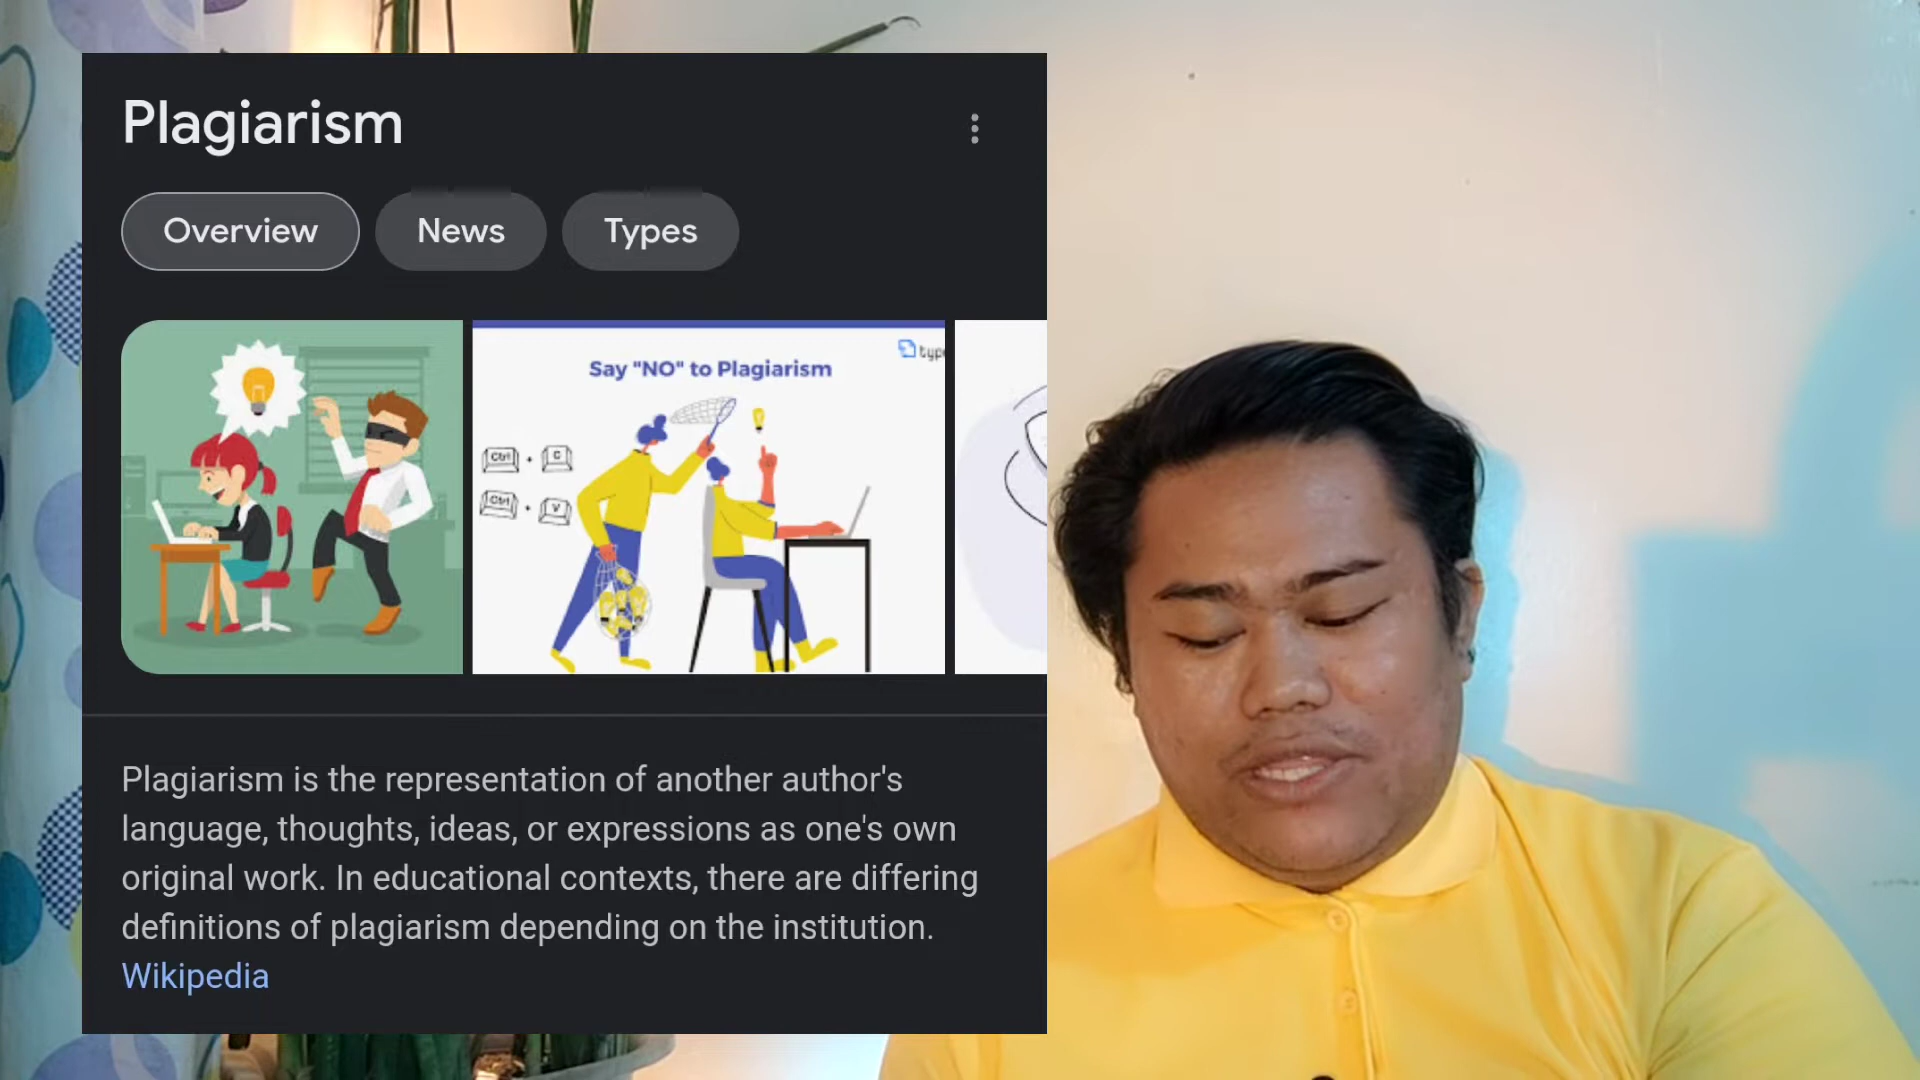 Plagiarism
Overview
News
Types
Say "NO" to Plagiarism
Ctrl + C
Ctrl + V
Plagiarism is the representation of another author's
language, thoughts, ideas, or expressions as one's own
original work. In educational contexts, there are differing
definitions of plagiarism depending on the institution.
Wikipedia